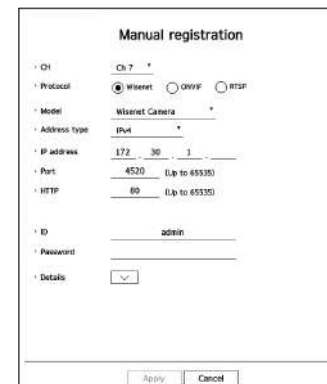 Manual registration
CH Ch 7
Protocol Wisenet ONVIF RTSP
Model Wisenet Camera
Address type IPv4
IP address 172 . 30 . 1 .
Port 4520 (Up to 65535)
HTTP 80 (Up to 65535)
ID admin
Password
Details
Apply Cancel